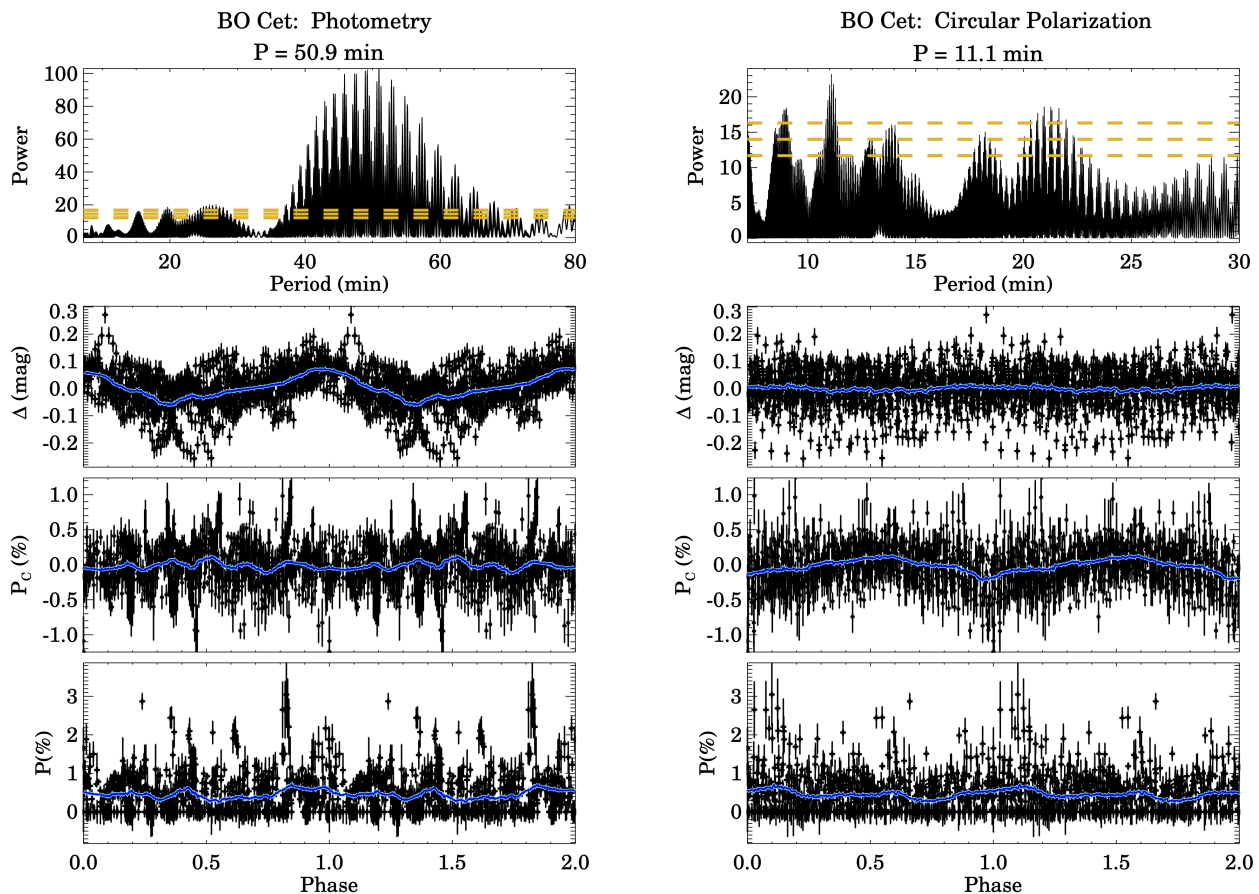 BO Cet: Photometry
P = 50.9 min
100
80
60
40
20
0
Power
20 40 60 80
Period (min)
0.3
0.2
0.1
0.0
-0.1
-0.2
Δ (mag)
1.0
0.5
0.0
-0.5
-1.0
P_C (%)
3
2
1
0
P(%)
0.0 0.5 1.0 1.5 2.0
Phase
BO Cet: Circular Polarization
P = 11.1 min
20
15
10
5
0
Power
10 15 20 25 30
Period (min)
0.3
0.2
0.1
0.0
-0.1
-0.2
Δ (mag)
1.0
0.5
0.0
-0.5
-1.0
P_C (%)
3
2
1
0
P(%)
0.0 0.5 1.0 1.5 2.0
Phase